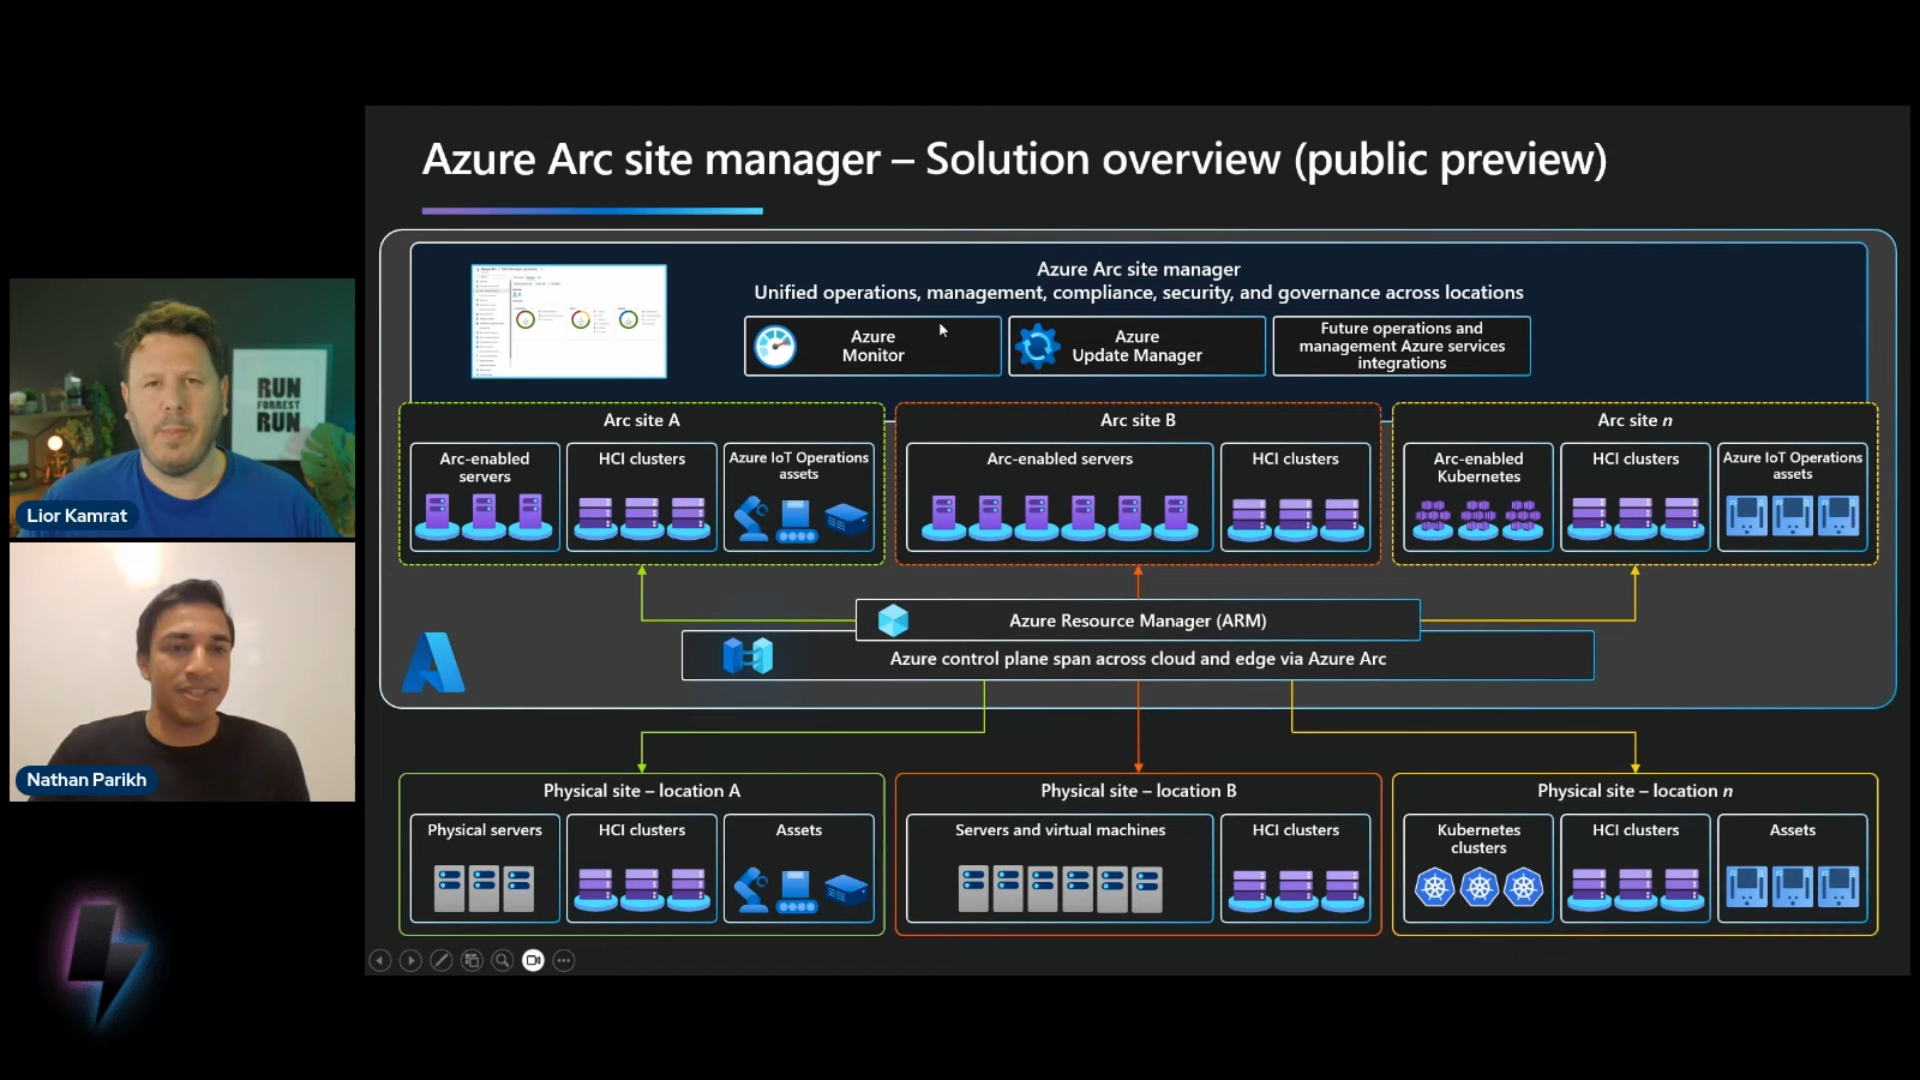 Azure Arc site manager – Solution overview (public preview)
Azure Arc site manager
Unified operations, management, compliance, security, and governance across locations
Azure
Monitor
Azure
Update Manager
Future operations and
management Azure services
integrations
Arc site A
Arc-enabled
servers
HCI clusters
Azure IoT Operations
assets
Arc site B
Arc-enabled servers
HCI clusters
Arc site n
Arc-enabled
Kubernetes
HCI clusters
Azure IoT Operations
assets
Azure Resource Manager (ARM)
Azure control plane span across cloud and edge via Azure Arc
Physical site – location A
Physical servers
HCI clusters
Assets
Physical site – location B
Servers and virtual machines
HCI clusters
Physical site – location n
Kubernetes
clusters
HCI clusters
Assets
RUN
FORREST
RUN
Lior Kamrat
Nathan Parikh